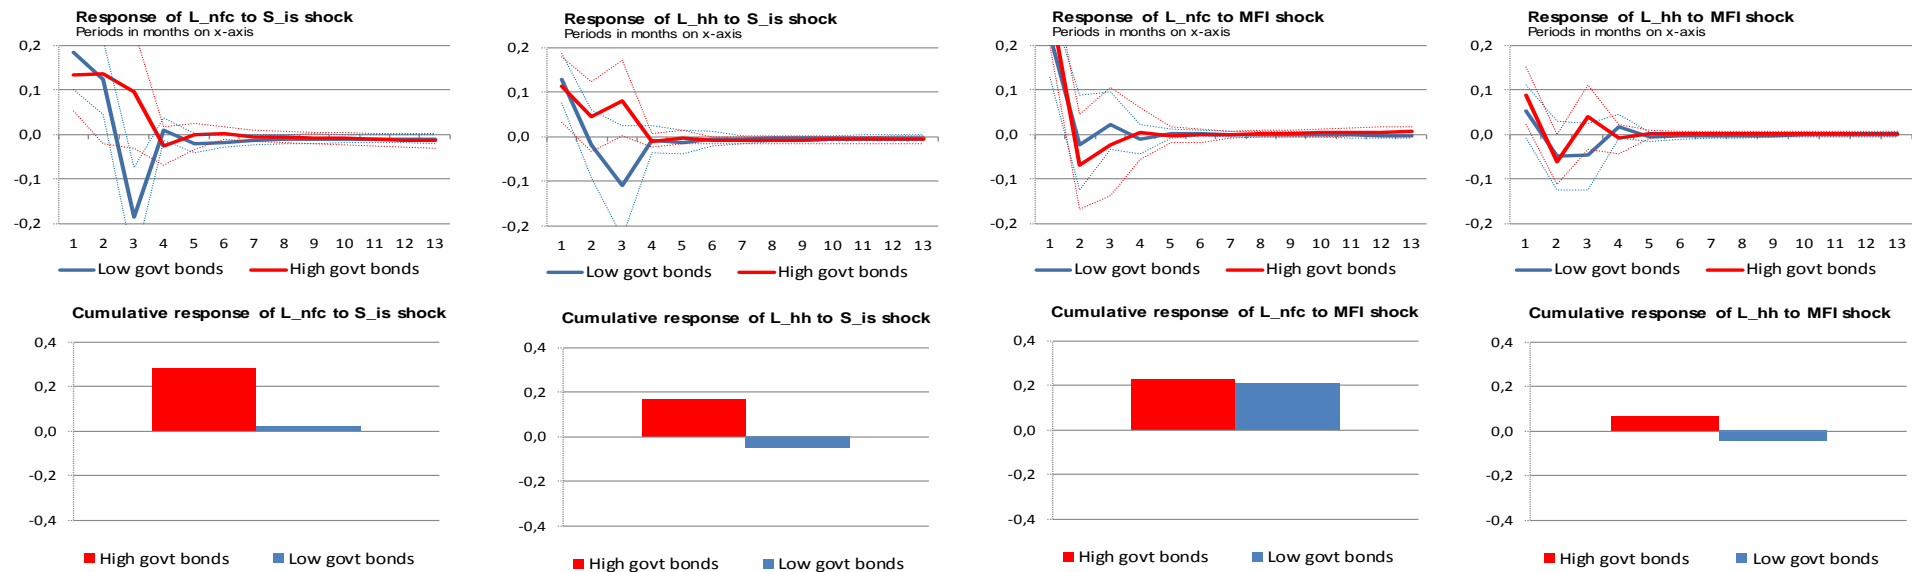 Response of L_nfc to S_is shock
Periods in months on x-axis
0,2
0,1
0,0
-0,1
-0,2
1 2 3 4 5 6 7 8 9 10 11 12 13
Low govt bonds High govt bonds
Response of L_hh to S_is shock
Periods in months on x-axis
0,2
0,1
0,0
-0,1
-0,2
1 2 3 4 5 6 7 8 9 10 11 12 13
Low govt bonds High govt bonds
Response of L_nfc to MFI shock
Periods in months on x-axis
0,2
0,1
0,0
-0,1
-0,2
1 2 3 4 5 6 7 8 9 10 11 12 13
Low govt bonds High govt bonds
Response of L_hh to MFI shock
Periods in months on x-axis
0,2
0,1
0,0
-0,1
-0,2
1 2 3 4 5 6 7 8 9 10 11 12 13
Low govt bonds High govt bonds
Cumulative response of L_nfc to S_is shock
0,4
0,2
0,0
-0,2
-0,4
High govt bonds Low govt bonds
Cumulative response of L_hh to S_is shock
0,4
0,2
0,0
-0,2
-0,4
High govt bonds Low govt bonds
Cumulative response of L_nfc to MFI shock
0,4
0,2
0,0
-0,2
-0,4
High govt bonds Low govt bonds
Cumulative response of L_hh to MFI shock
0,4
0,2
0,0
-0,2
-0,4
High govt bonds Low govt bonds